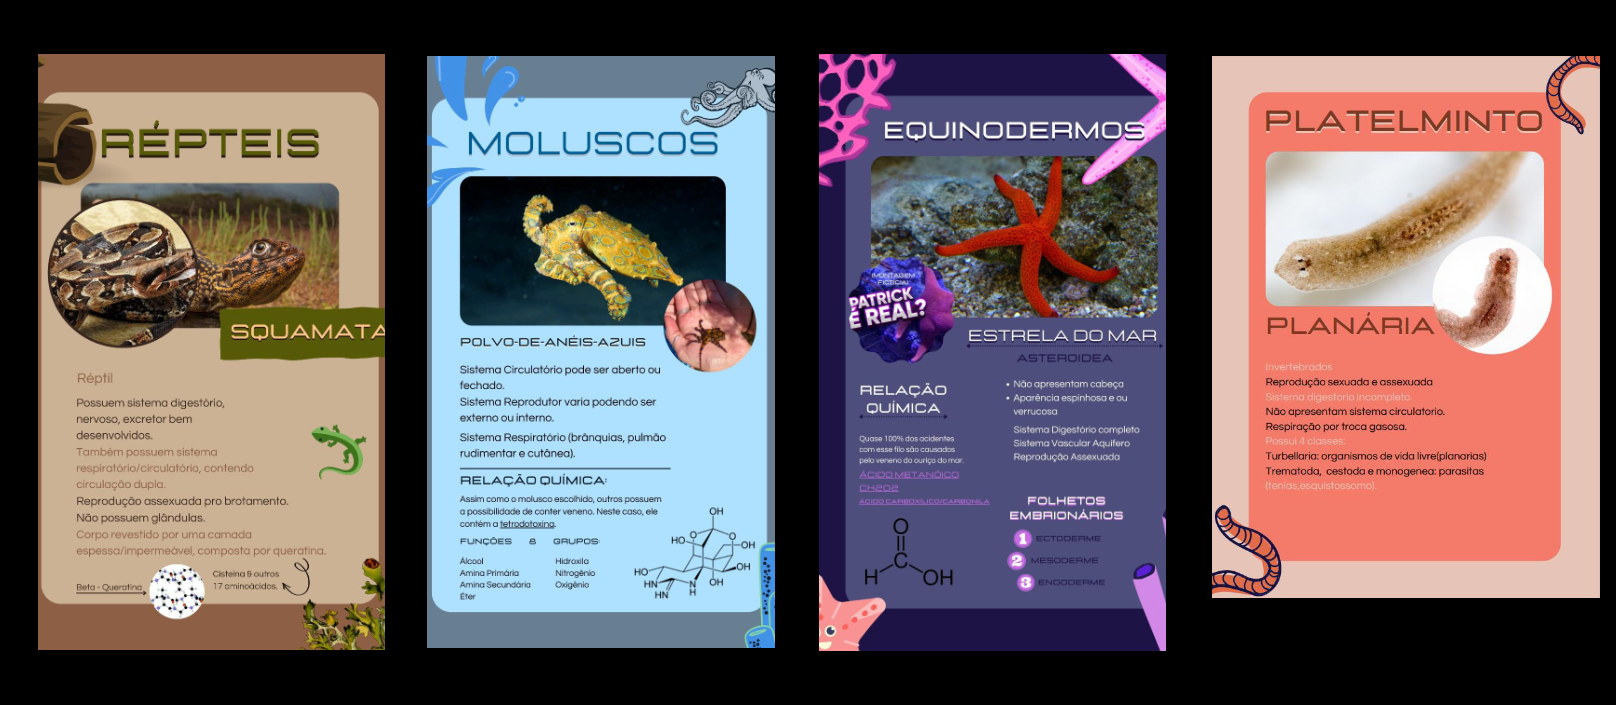 RÉPTEIS
SQUAMATA
Réptil
Possuem sistema digestório,
nervoso, excretor bem
desenvolvidos.
Também possuem sistema
respiratório/circulatório, contendo
circulação dupla.
Reprodução assexuada pro brotamento.
Não possuem glândulas.
Corpo revestido por uma camada
espessa/impermeável, composta por queratina.
Beta - Queratina
Cisteína & outros
17 aminoácidos.
MOLUSCOS
POLVO-DE-ANÉIS-AZUIS
Sistema Circulatório pode ser aberto ou
fechado.
Sistema Reprodutor varia podendo ser
externo ou interno.
Sistema Respiratório (brânquias, pulmão
rudimentar e cutânea).
RELAÇÃO QUÍMICA:
Assim como o molusco escolhido, outros possuem
a possibilidade de conter veneno. Neste caso, ele
contém a tetrodotoxina.
FUNÇÕES & GRUPOS:
Álcool
Amina Primária
Amina Secundária
Éter
Hidroxila
Nitrogênio
Oxigênio
OH
HO
OH
OH
HO
OH
HN
N
H
HN
EQUINODERMOS
(MONTAGEM
FICTÍCIA)
PATRICK
É REAL?
ESTRELA DO MAR
ASTEROIDEA
RELAÇÃO
QUÍMICA
Quase 100% dos acidentes
com esse filo são causados
pelo veneno do ouriço do mar.
ÁCIDO METANÓICO
CH2O2
ÁCIDO CARBOXÍLICO/CARBONILA
O
C
H
OH
• Não apresentam cabeça
• Aparência espinhosa e ou
verrucosa
Sistema Digestório completo
Sistema Vascular Aquífero
Reprodução Assexuada
FOLHETOS
EMBRIONÁRIOS
1 ECTODERME
2 MESODERME
3 ENDODERME
PLATELMINTO
PLANÁRIA
Invertebrados
Reprodução sexuada e assexuada
Sistema digestorio incompleto.
Não apresentam sistema circulatorio.
Respiração por troca gasosa.
Possui 4 classes:
Turbellaria: organismos de vida livre(planarias)
Trematoda, cestoda e monogenea: parasitas
(tenias,esquistossomo).